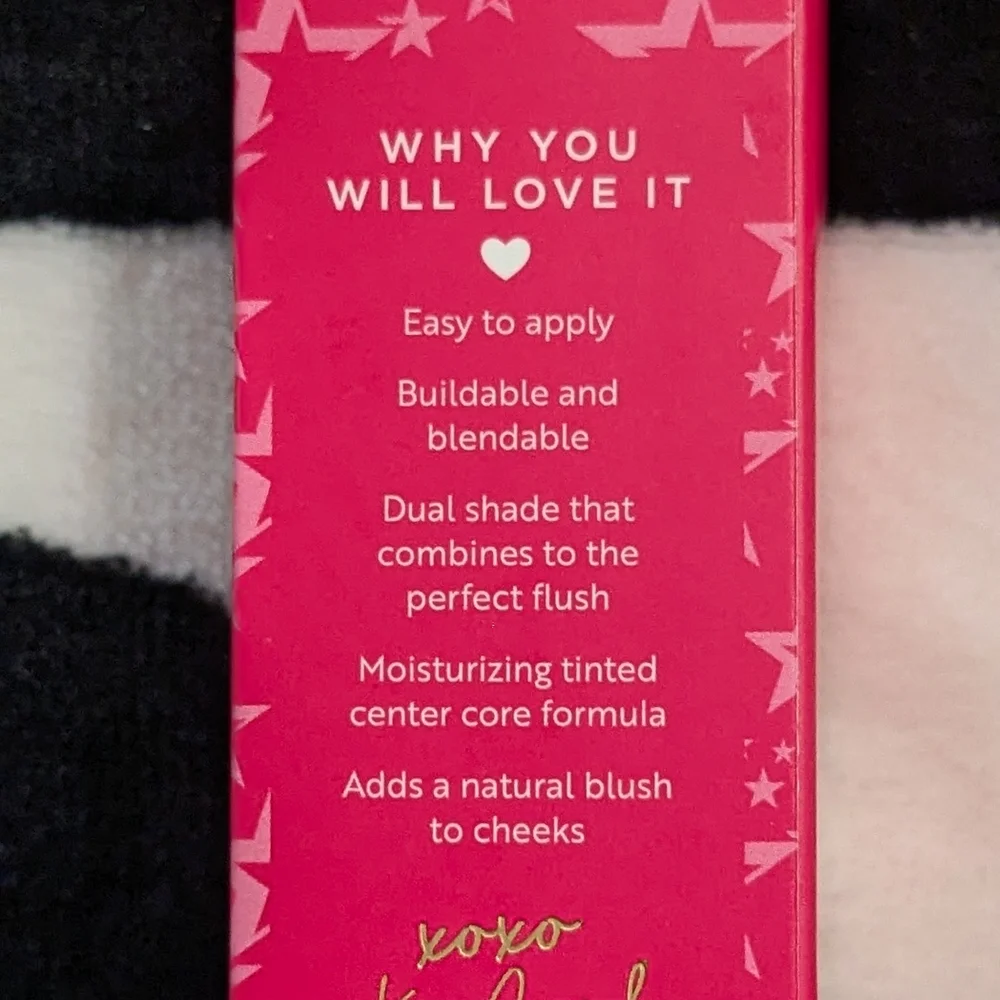 WHY YOU
WILL LOVE IT
Easy to apply
Buildable and
blendable
Dual shade that
combines to the
perfect flush
Moisturizing tinted
center core formula
Adds a natural blush
to cheeks
xoxo